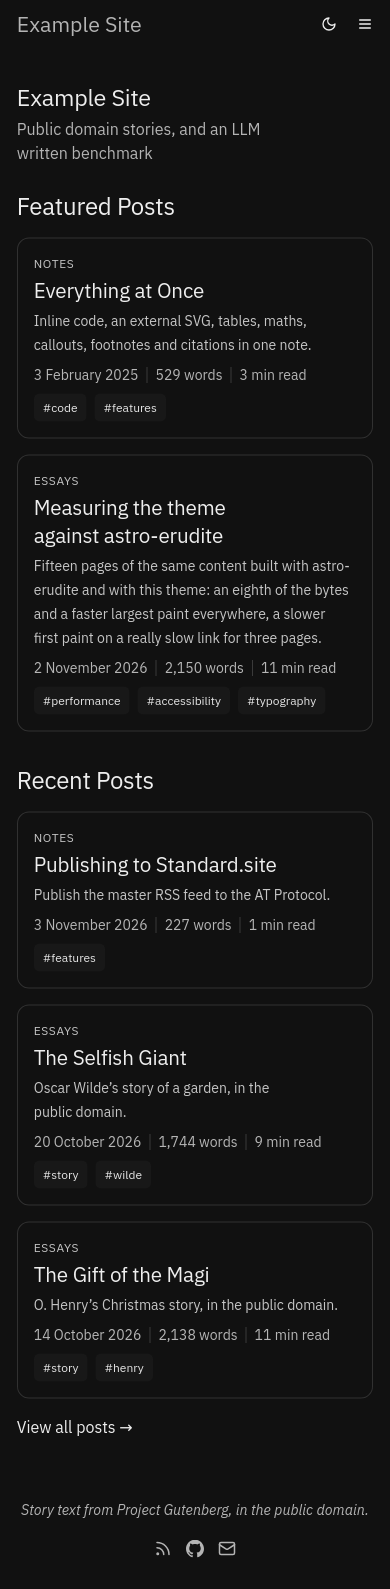 Example Site
Example Site
Public domain stories, and an LLM
written benchmark
Featured Posts
NOTES
Everything at Once
Inline code, an external SVG, tables, maths,
callouts, footnotes and citations in one note.
3 February 2025 | 529 words | 3 min read
#code #features
ESSAYS
Measuring the theme
against astro-erudite
Fifteen pages of the same content built with astro-
erudite and with this theme: an eighth of the bytes
and a faster largest paint everywhere, a slower
first paint on a really slow link for three pages.
2 November 2026 | 2,150 words | 11 min read
#performance #accessibility #typography
Recent Posts
NOTES
Publishing to Standard.site
Publish the master RSS feed to the AT Protocol.
3 November 2026 | 227 words | 1 min read
#features
ESSAYS
The Selfish Giant
Oscar Wilde’s story of a garden, in the
public domain.
20 October 2026 | 1,744 words | 9 min read
#story #wilde
ESSAYS
The Gift of the Magi
O. Henry’s Christmas story, in the public domain.
14 October 2026 | 2,138 words | 11 min read
#story #henry
View all posts →
Story text from Project Gutenberg, in the public domain.